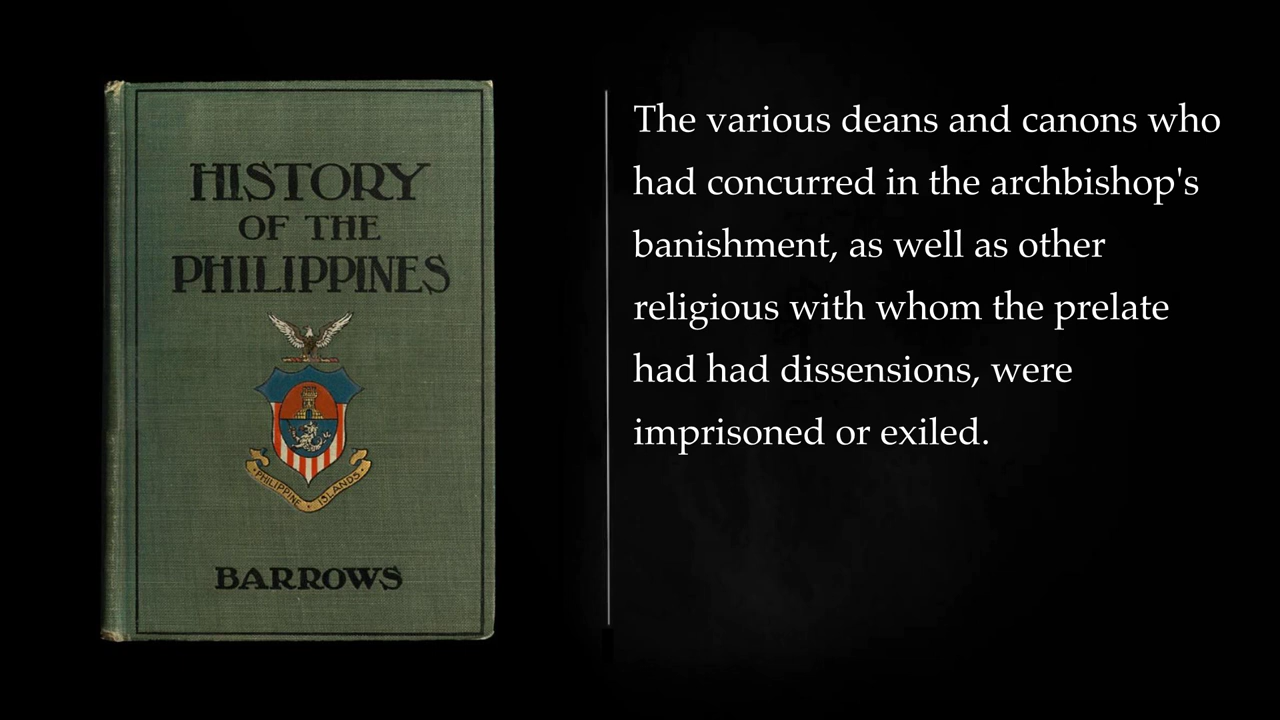 HISTORY
OF THE
PHILIPPINES
PHILIPPINE ISLANDS
BARROWS
The various deans and canons who
had concurred in the archbishop's
banishment, as well as other
religious with whom the prelate
had had dissensions, were
imprisoned or exiled.